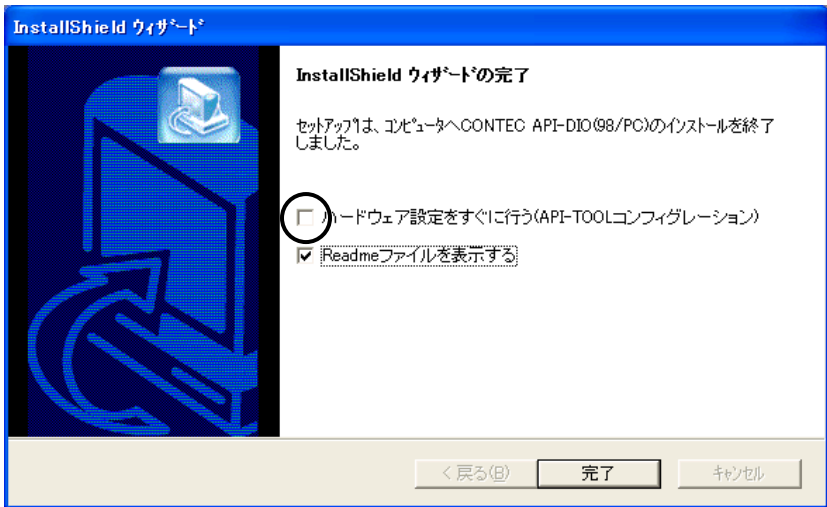 InstallShield ウィザード
InstallShield ウィザードの完了
セットアップは、コンピュータへCONTEC API-DIO(98/PC)のインストールを終了
しました。
ハードウェア設定をすぐに行う(API-TOOLコンフィグレーション)
Readmeファイルを表示する
< 戻る(B)
完了
キャンセル